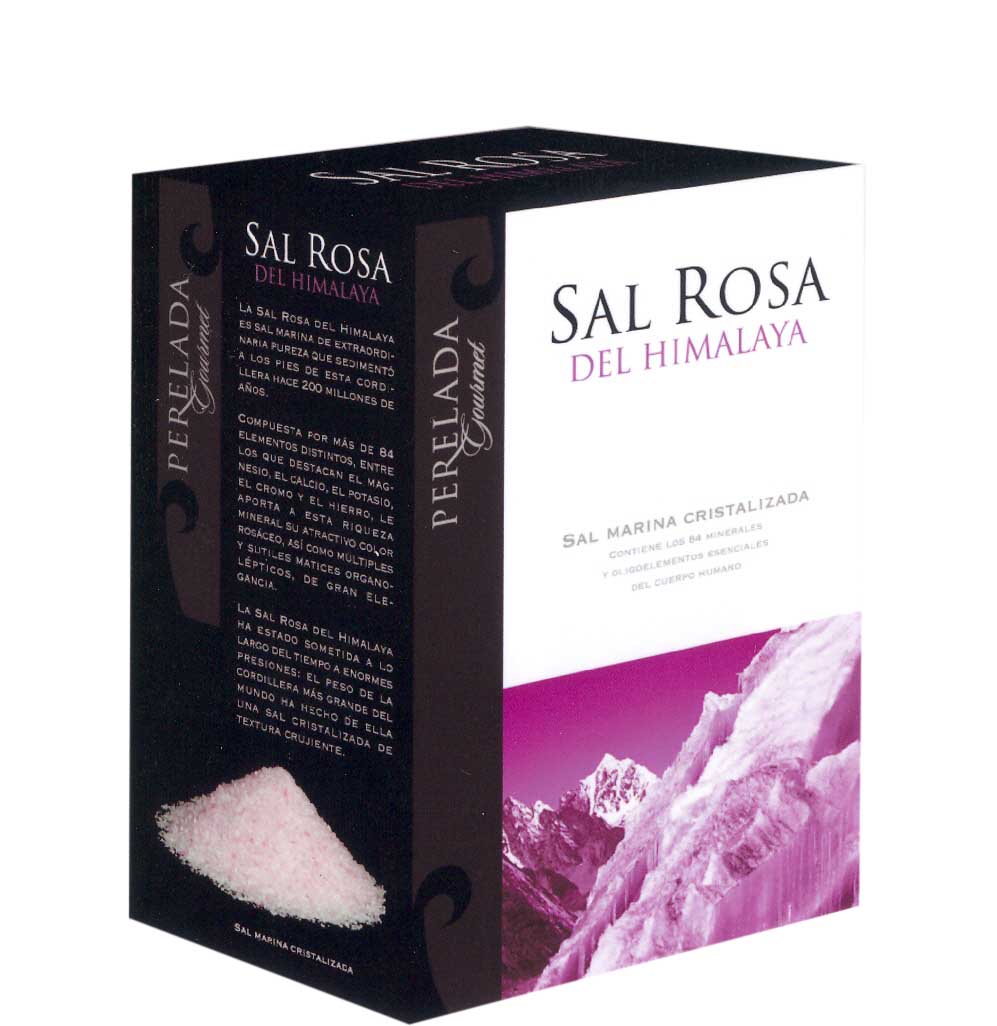 SAL ROSA
DEL HIMALAYA
PERELADA
Gourmet
SAL ROSA
DEL HIMALAYA
LA SAL ROSA DEL HIMALAYA
ES SAL MARINA DE EXTRAORDI-
NARIA PUREZA QUE SEDIMENTÓ
A LOS PIES DE ESTA CORDI-
LLERA HACE 200 MILLONES DE
AÑOS.
COMPUESTA POR MÁS DE 84
ELEMENTOS DISTINTOS, ENTRE
LOS QUE DESTACAN EL MAG-
NESIO, EL CALCIO, EL POTASIO,
EL CROMO Y EL HIERRO, LE
APORTA A ESTA RIQUEZA
MINERAL SU ATRACTIVO COLOR
ROSÁCEO, ASÍ COMO MÚLTIPLES
Y SUTILES MATICES ORGANO-
LÉPTICOS, DE GRAN ELE-
GANCIA.
LA SAL ROSA DEL HIMALAYA
HA ESTADO SOMETIDA A LO
LARGO DEL TIEMPO A ENORMES
PRESIONES: EL PESO DE LA
CORDILLERA MÁS GRANDE DEL
MUNDO HA HECHO DE ELLA
UNA SAL CRISTALIZADA DE
TEXTURA CRUJIENTE.
SAL MARINA CRISTALIZADA
PERELADA
Gourmet
SAL ROSA
DEL HIMALAYA
SAL MARINA CRISTALIZADA
CONTIENE LOS 84 MINERALES
Y OLIGOELEMENTOS ESENCIALES
DEL CUERPO HUMANO